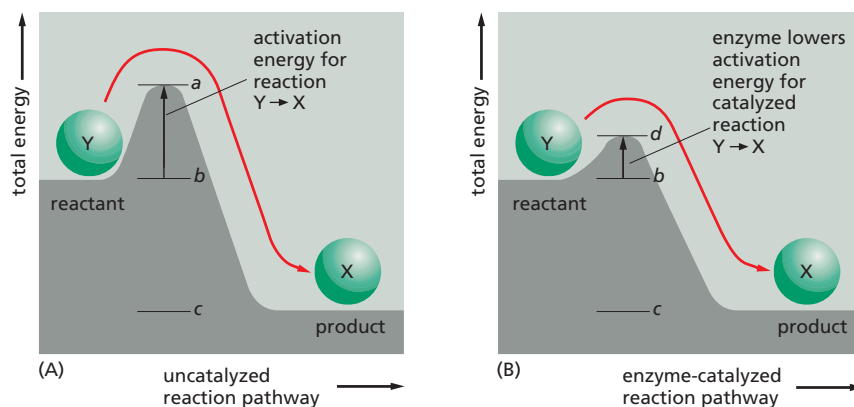 total energy
activation
energy for
reaction
Y → X
a
Y
b
reactant
X
c
product
(A)
uncatalyzed
reaction pathway
total energy
enzyme lowers
activation
energy for
catalyzed
reaction
Y → X
d
Y
b
reactant
X
c
product
(B)
enzyme-catalyzed
reaction pathway